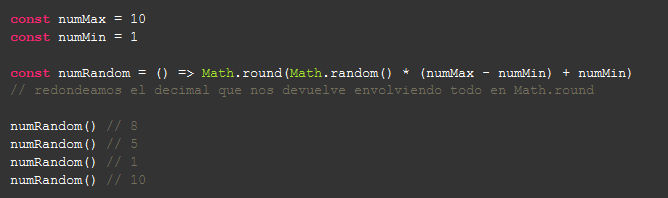 const numMax = 10
const numMin = 1
const numRandom = () => Math.round(Math.random() * (numMax - numMin) + numMin)
// redondeamos el decimal que nos devuelve envolviendo todo en Math.round
numRandom() // 8
numRandom() // 5
numRandom() // 1
numRandom() // 10